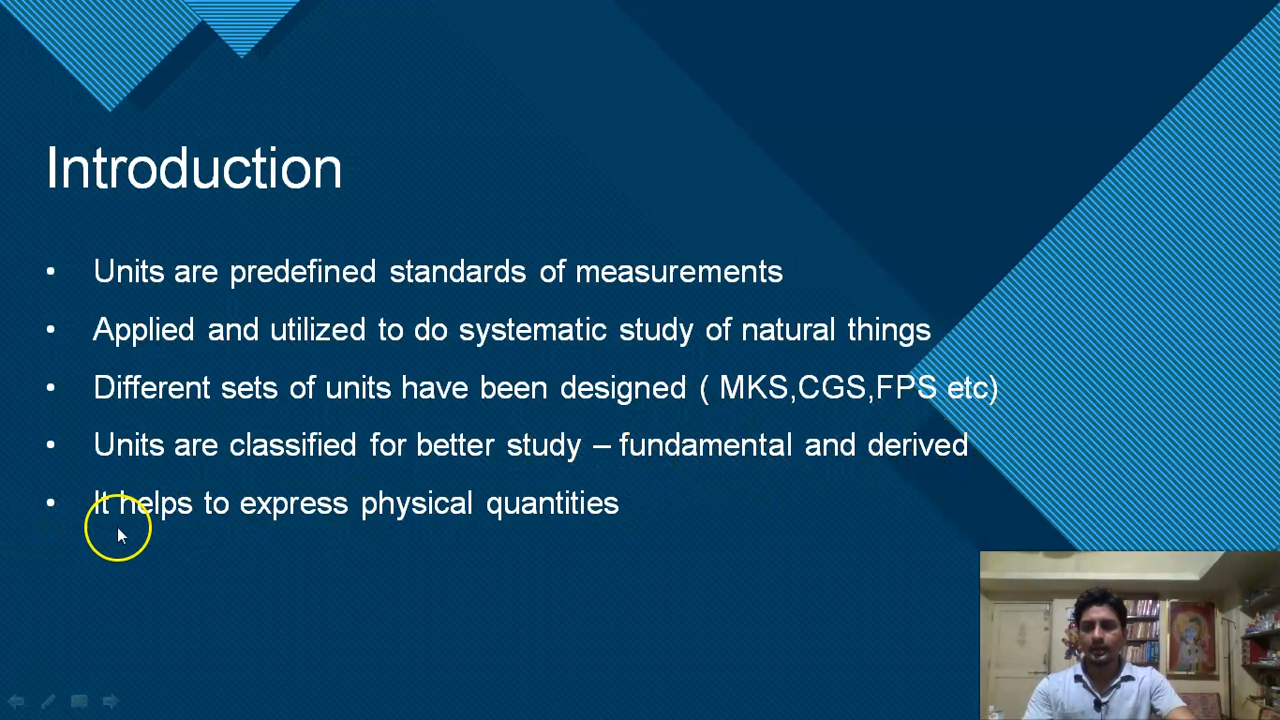 Introduction
• Units are predefined standards of measurements
• Applied and utilized to do systematic study of natural things
• Different sets of units have been designed ( MKS,CGS,FPS etc)
• Units are classified for better study – fundamental and derived
• It helps to express physical quantities